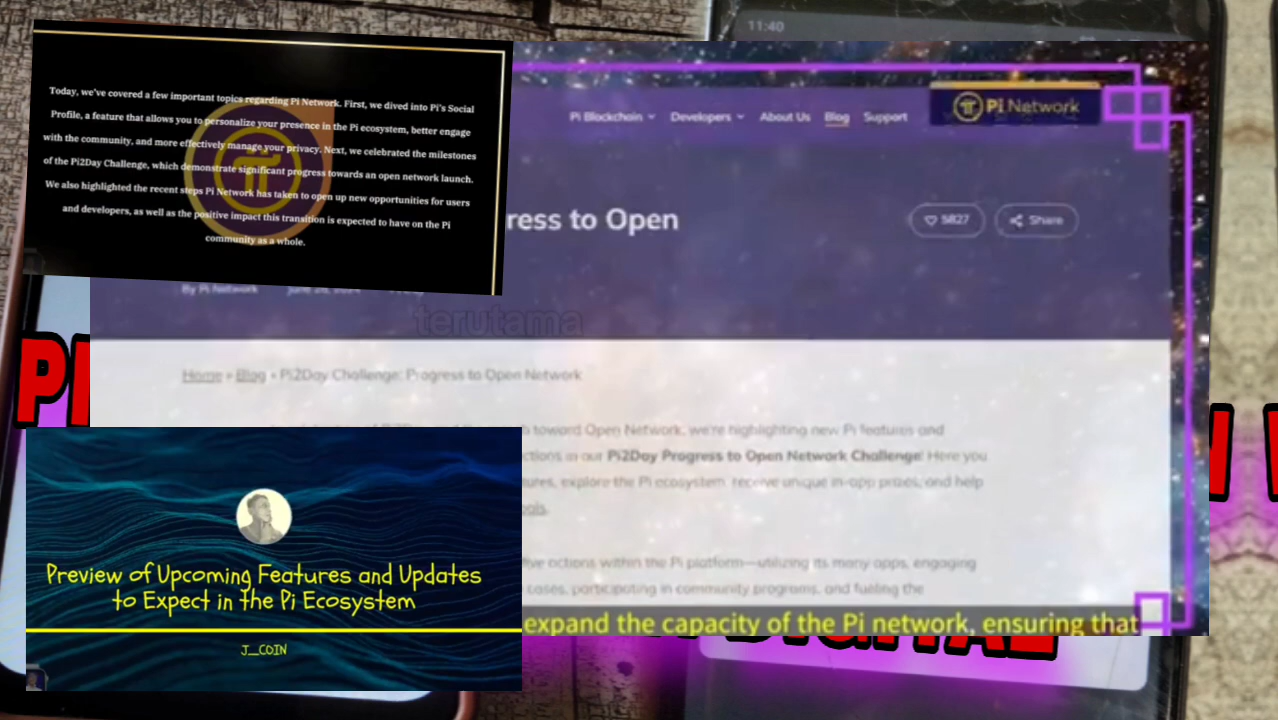 11:40
Today, we've covered a few important topics regarding Pi Network. First, we dived into Pi's Social
Profile, a feature that allows you to personalize your presence in the Pi ecosystem, better engage
with the community, and more effectively manage your privacy. Next, we celebrated the milestones
of the Pi2Day Challenge, which demonstrate significant progress towards an open network launch.
We also highlighted the recent steps Pi Network has taken to open up new opportunities for users
and developers, as well as the positive impact this transition is expected to have on the Pi
community as a whole.
Pi Blockchain Developers About Us Blog Support
Pi Network
ress to Open
5827 Share
By Pi Network
terutama
Home » Blog » Pi2Day Challenge: Progress to Open Network
toward Open Network, we're highlighting new Pi features and
ctions in our Pi2Day Progress to Open Network Challenge! Here you
tures, explore the Pi ecosystem, receive unique in-app prizes, and help
actions within the Pi platform—utilizing its many apps, engaging
cases, participating in community programs, and fueling the
expand the capacity of the Pi network, ensuring that
Preview of Upcoming Features and Updates
to Expect in the Pi Ecosystem
J_COIN